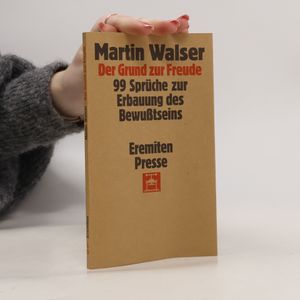 Martin Walser
Der Grund zur Freude
99 Sprüche zur
Erbauung des
Bewußtseins
Eremiten
Presse